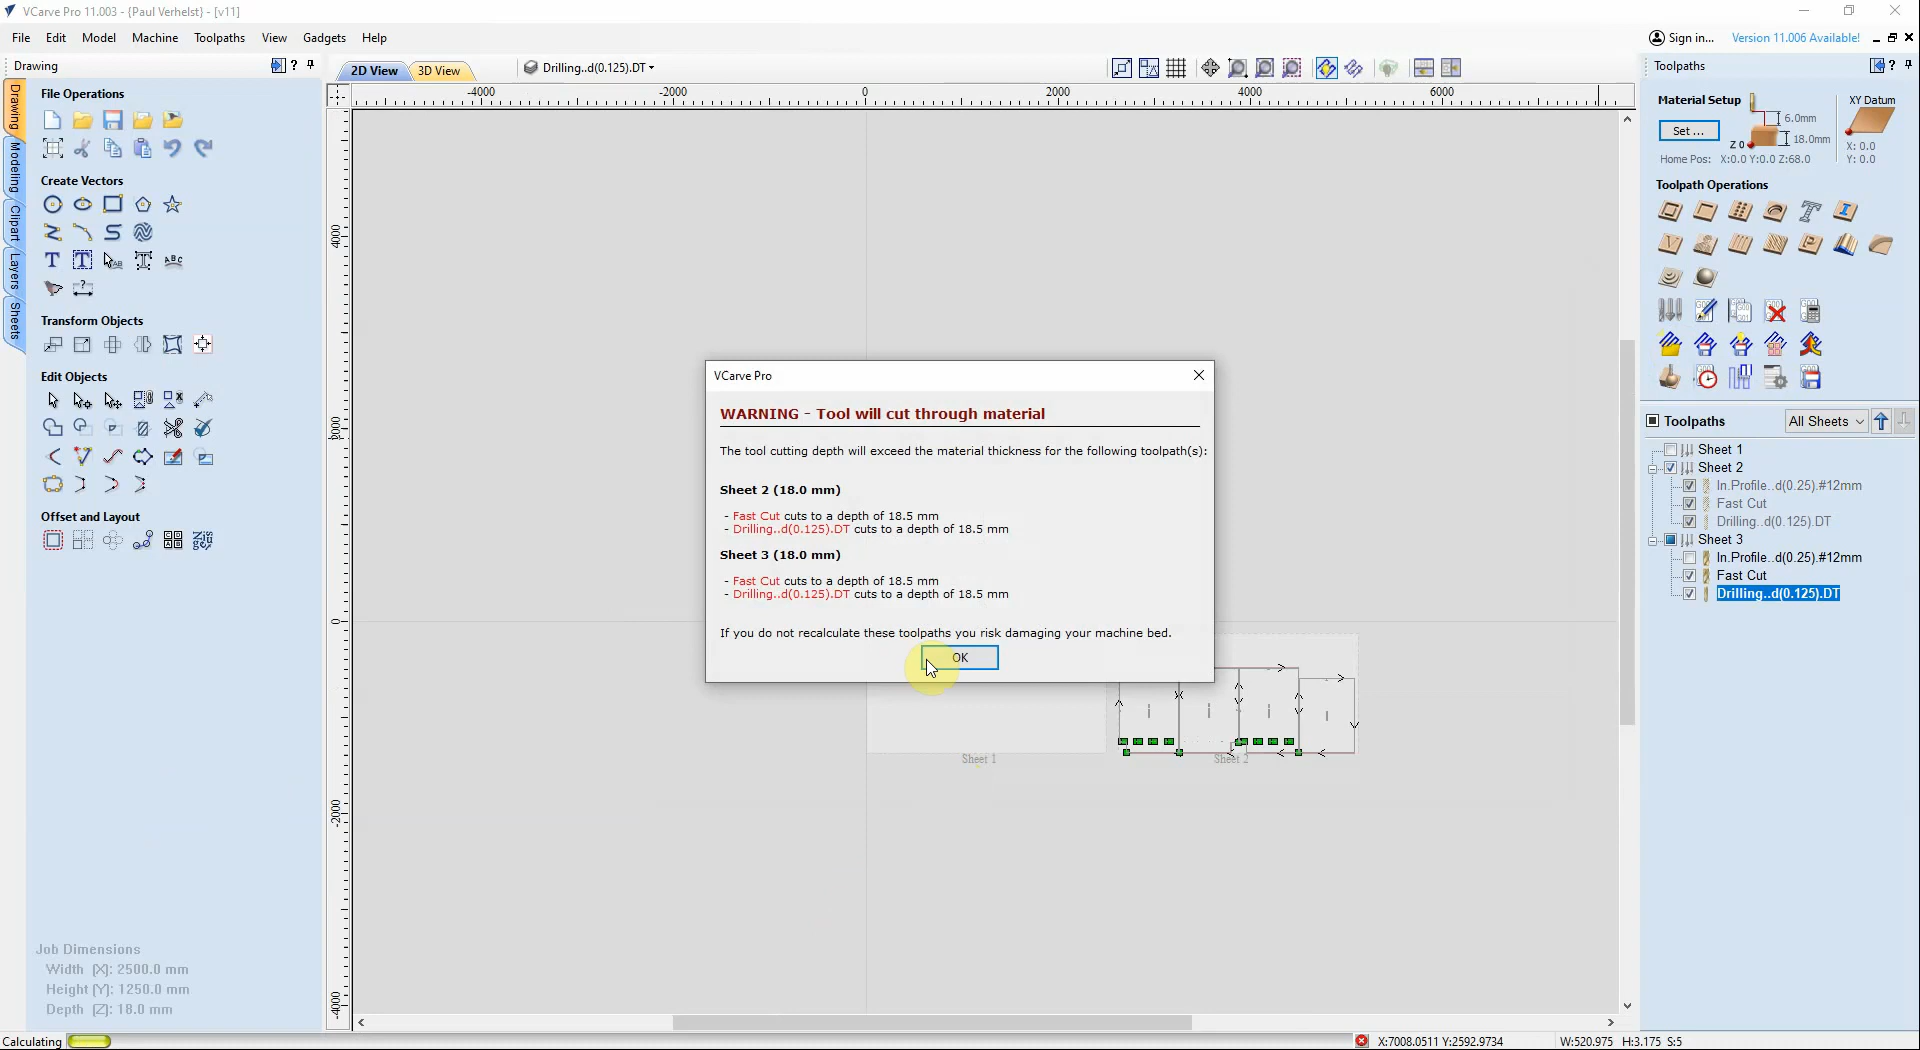 VCarve Pro 11.003 - {Paul Verhelst} - [v11]
File Edit Model Machine Toolpaths View Gadgets Help
Sign in... Version 11.006 Available!
Drawing
2D View 3D View Drilling..d(0.125).DT
Toolpaths
Drawing
Modeling
Clipart
Layers
Sheets
File Operations
Create Vectors
Transform Objects
Edit Objects
Offset and Layout
Job Dimensions
Width (X): 2500.0 mm
Height (Y): 1250.0 mm
Depth (Z): 18.0 mm
-4000 -2000 0 2000 4000 6000
4000
2000
0
-2000
-4000
VCarve Pro
WARNING - Tool will cut through material
The tool cutting depth will exceed the material thickness for the following toolpath(s):
Sheet 2 (18.0 mm)
- Fast Cut cuts to a depth of 18.5 mm
- Drilling..d(0.125).DT cuts to a depth of 18.5 mm
Sheet 3 (18.0 mm)
- Fast Cut cuts to a depth of 18.5 mm
- Drilling..d(0.125).DT cuts to a depth of 18.5 mm
If you do not recalculate these toolpaths you risk damaging your machine bed.
OK
Sheet 1
Sheet 2
Material Setup
Set ...
6.0mm
18.0mm
Z 0
Home Pos: X:0.0 Y:0.0 Z:68.0
XY Datum
X: 0.0
Y: 0.0
Toolpath Operations
Toolpaths All Sheets
Sheet 1
Sheet 2
In.Profile..d(0.25).#12mm
Fast Cut
Drilling..d(0.125).DT
Sheet 3
In.Profile..d(0.25).#12mm
Fast Cut
Drilling..d(0.125).DT
Calculating
X:7008.0511 Y:2592.9734
W:520.975 H:3.175 S:5